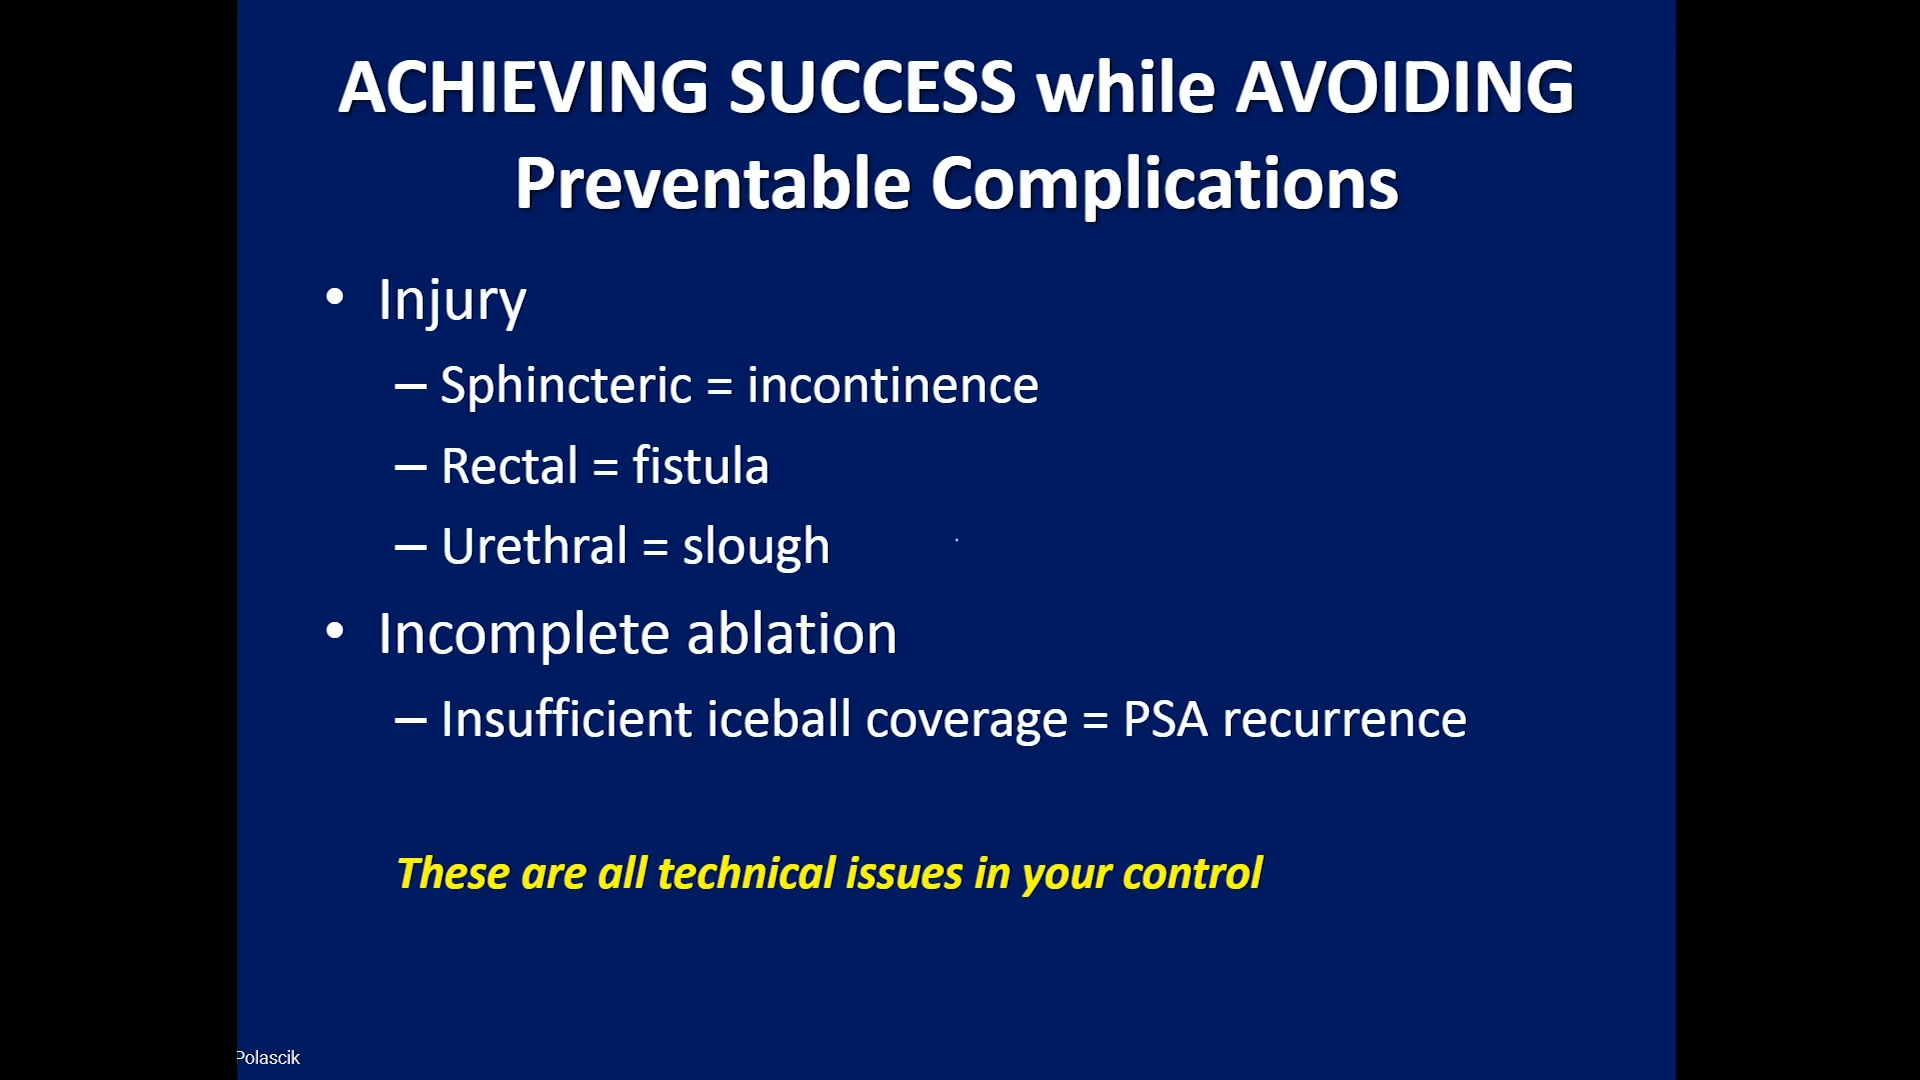 ACHIEVING SUCCESS while AVOIDING
Preventable Complications
• Injury
– Sphincteric = incontinence
– Rectal = fistula
– Urethral = slough
• Incomplete ablation
– Insufficient iceball coverage = PSA recurrence
These are all technical issues in your control
Polascik